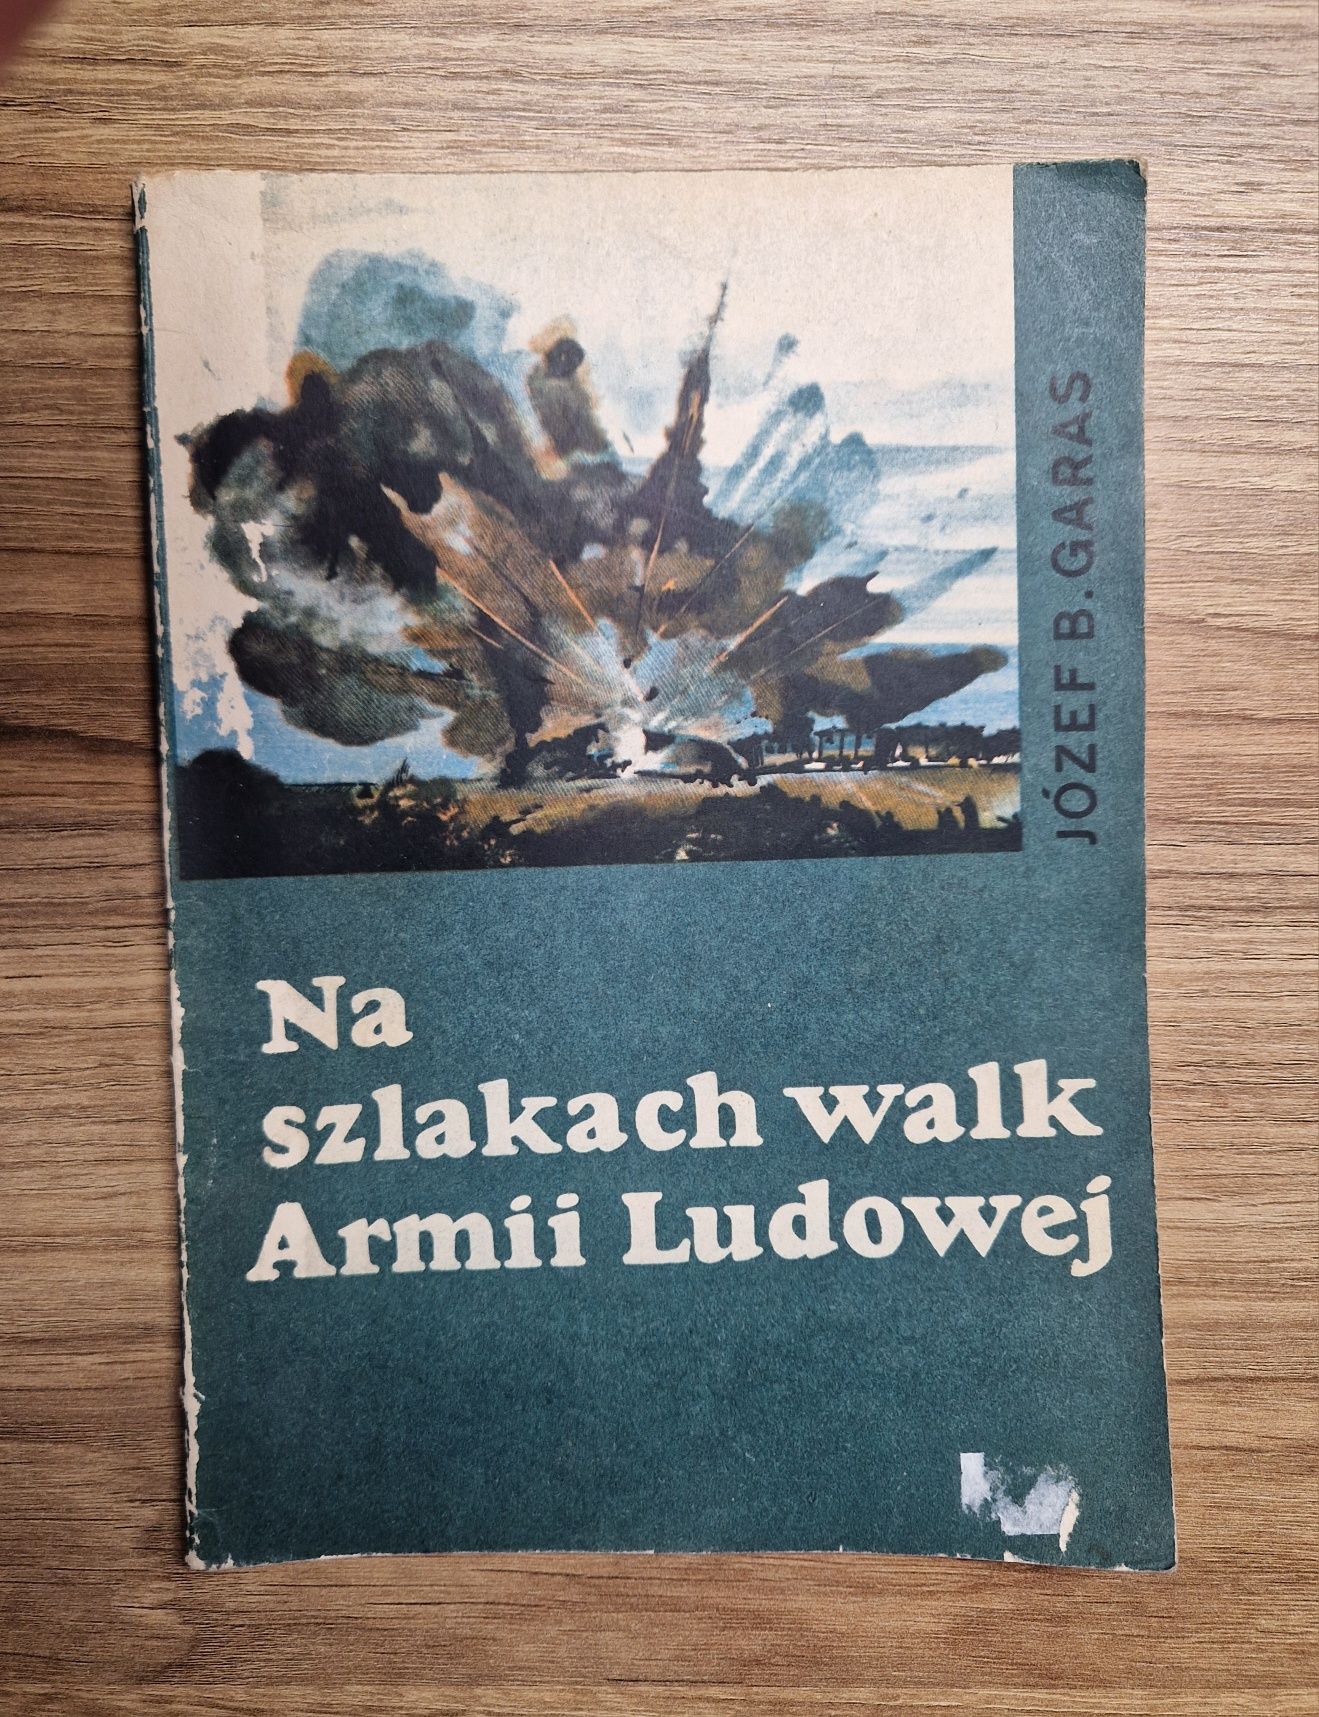 JÓZEF B. GARAS
Na
szlakach walk
Armii Ludowej